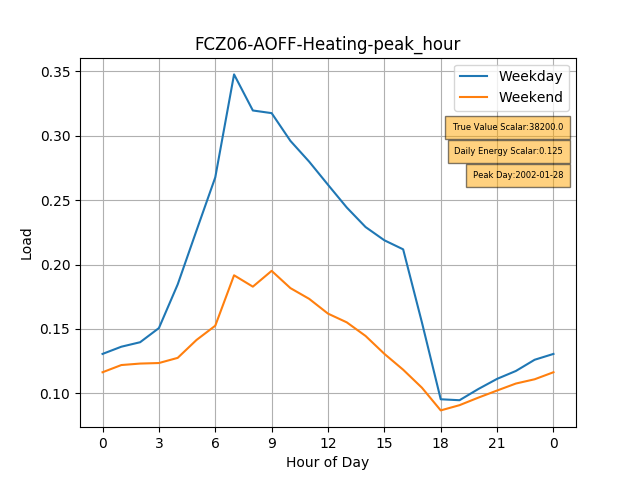 FCZ06-AOFF-Heating-peak_hour
Weekday
Weekend
True Value Scalar:38200.0
Daily Energy Scalar:0.125
Peak Day:2002-01-28
Load
0.35
0.30
0.25
0.20
0.15
0.10
0 3 6 9 12 15 18 21 0
Hour of Day